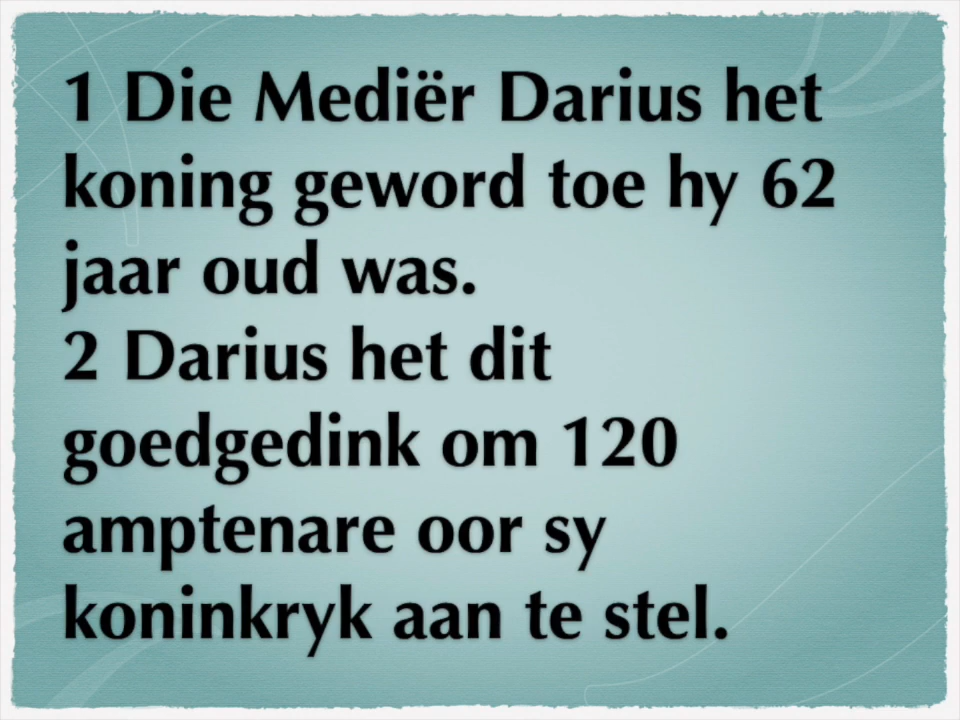 1 Die Mediër Darius het
koning geword toe hy 62
jaar oud was.
2 Darius het dit
goedgedink om 120
amptenare oor sy
koninkryk aan te stel.